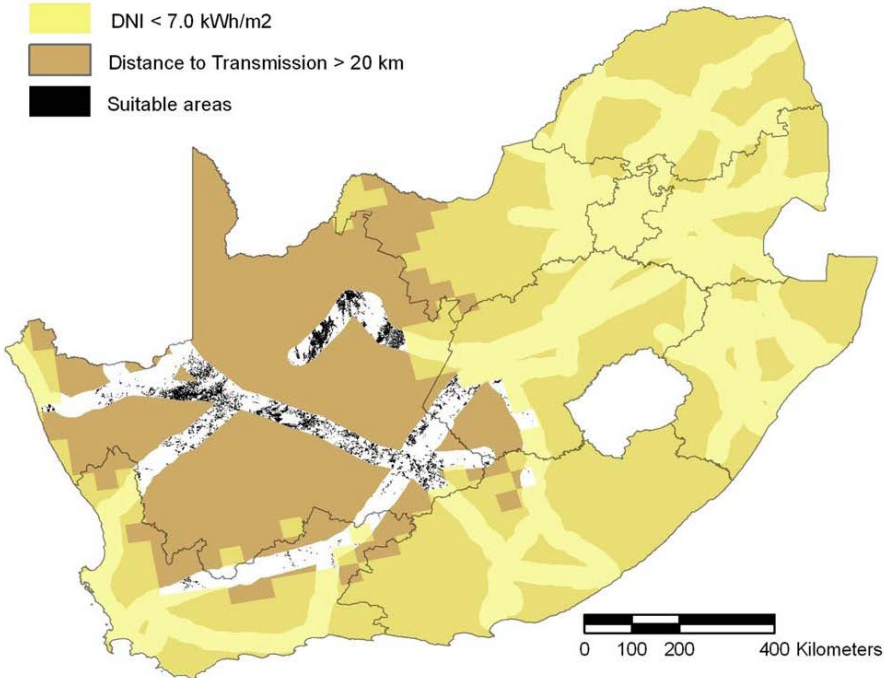 DNI < 7.0 kWh/m2
Distance to Transmission > 20 km
Suitable areas
0 100 200 400 Kilometers